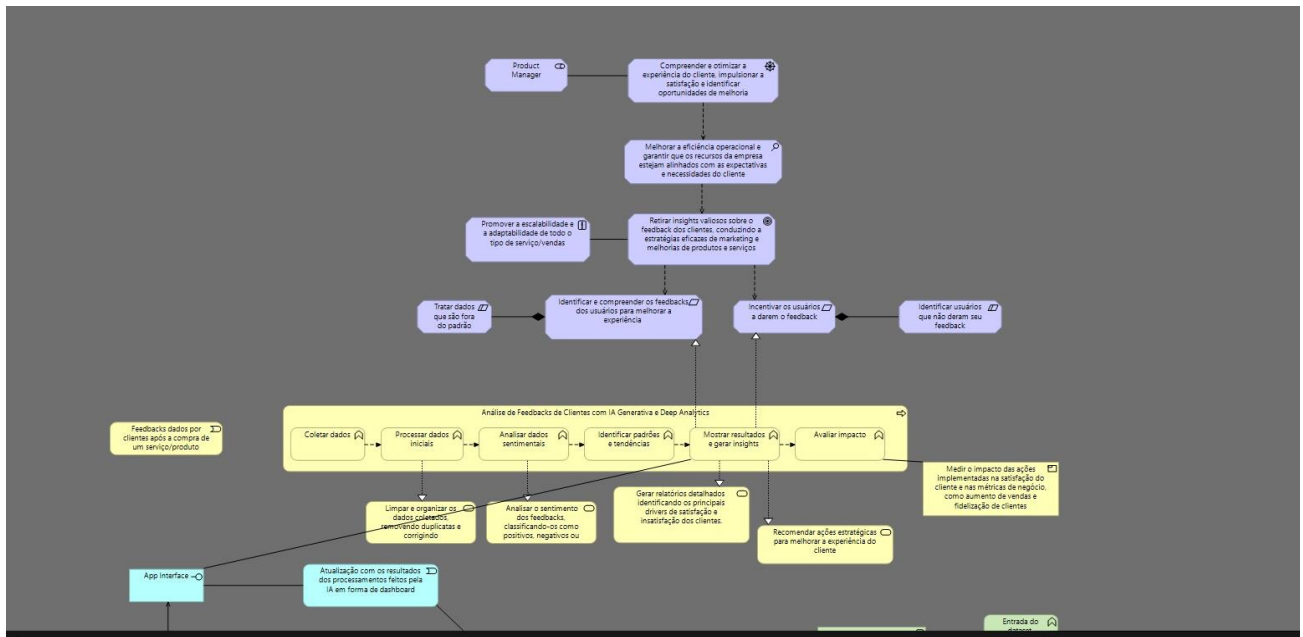 Product
Manager
Compreender e otimizar a
experiência do cliente, impulsionar a
satisfação e identificar
oportunidades de melhoria
Melhorar a eficiência operacional e
garantir que os recursos da empresa
estejam alinhados com as expectativas
e necessidades do cliente
Promover a escalabilidade e
a adaptabilidade de todo o
tipo de serviço/vendas
Retirar insights valiosos sobre o
feedback dos clientes, conduzindo a
estratégias eficazes de marketing e
melhorias de produtos e serviços
Tratar dados
que são fora
do padrão
Identificar e compreender os feedbacks
dos usuários para melhorar a
experiência
Incentivar os usuários
a darem o feedback
Identificar usuários
que não deram seu
feedback
Análise de Feedbacks de Clientes com IA Generativa e Deep Analytics
Feedbacks dados por
clientes após a compra de
um serviço/produto
Coletar dados
Processar dados
iniciais
Analisar dados
sentimentais
Identificar padrões
e tendências
Mostrar resultados
e gerar insights
Avaliar impacto
Medir o impacto das ações
implementadas na satisfação do
cliente e nas métricas de negócio,
como aumento de vendas e
fidelização de clientes
Limpar e organizar os
dados coletados,
removendo duplicatas e
corrigindo
Analisar o sentimento
dos feedbacks,
classificando-os como
positivos, negativos ou
Gerar relatórios detalhados
identificando os principais
drivers de satisfação e
insatisfação dos clientes.
Recomendar ações estratégicas
para melhorar a experiência do
cliente
App Interface
Atualização com os resultados
dos processamentos feitos pela
IA em forma de dashboard
Entrada do
dataset